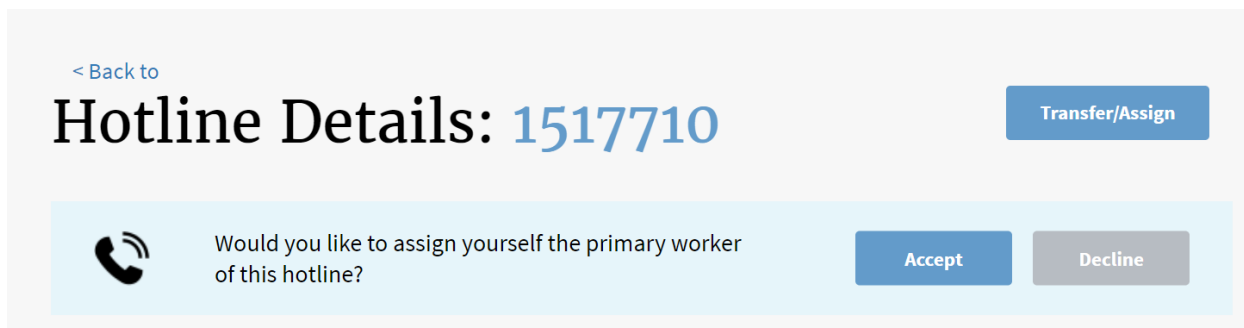 < Back to
Hotline Details: 1517710
Transfer/Assign
Would you like to assign yourself the primary worker
of this hotline?
Accept
Decline